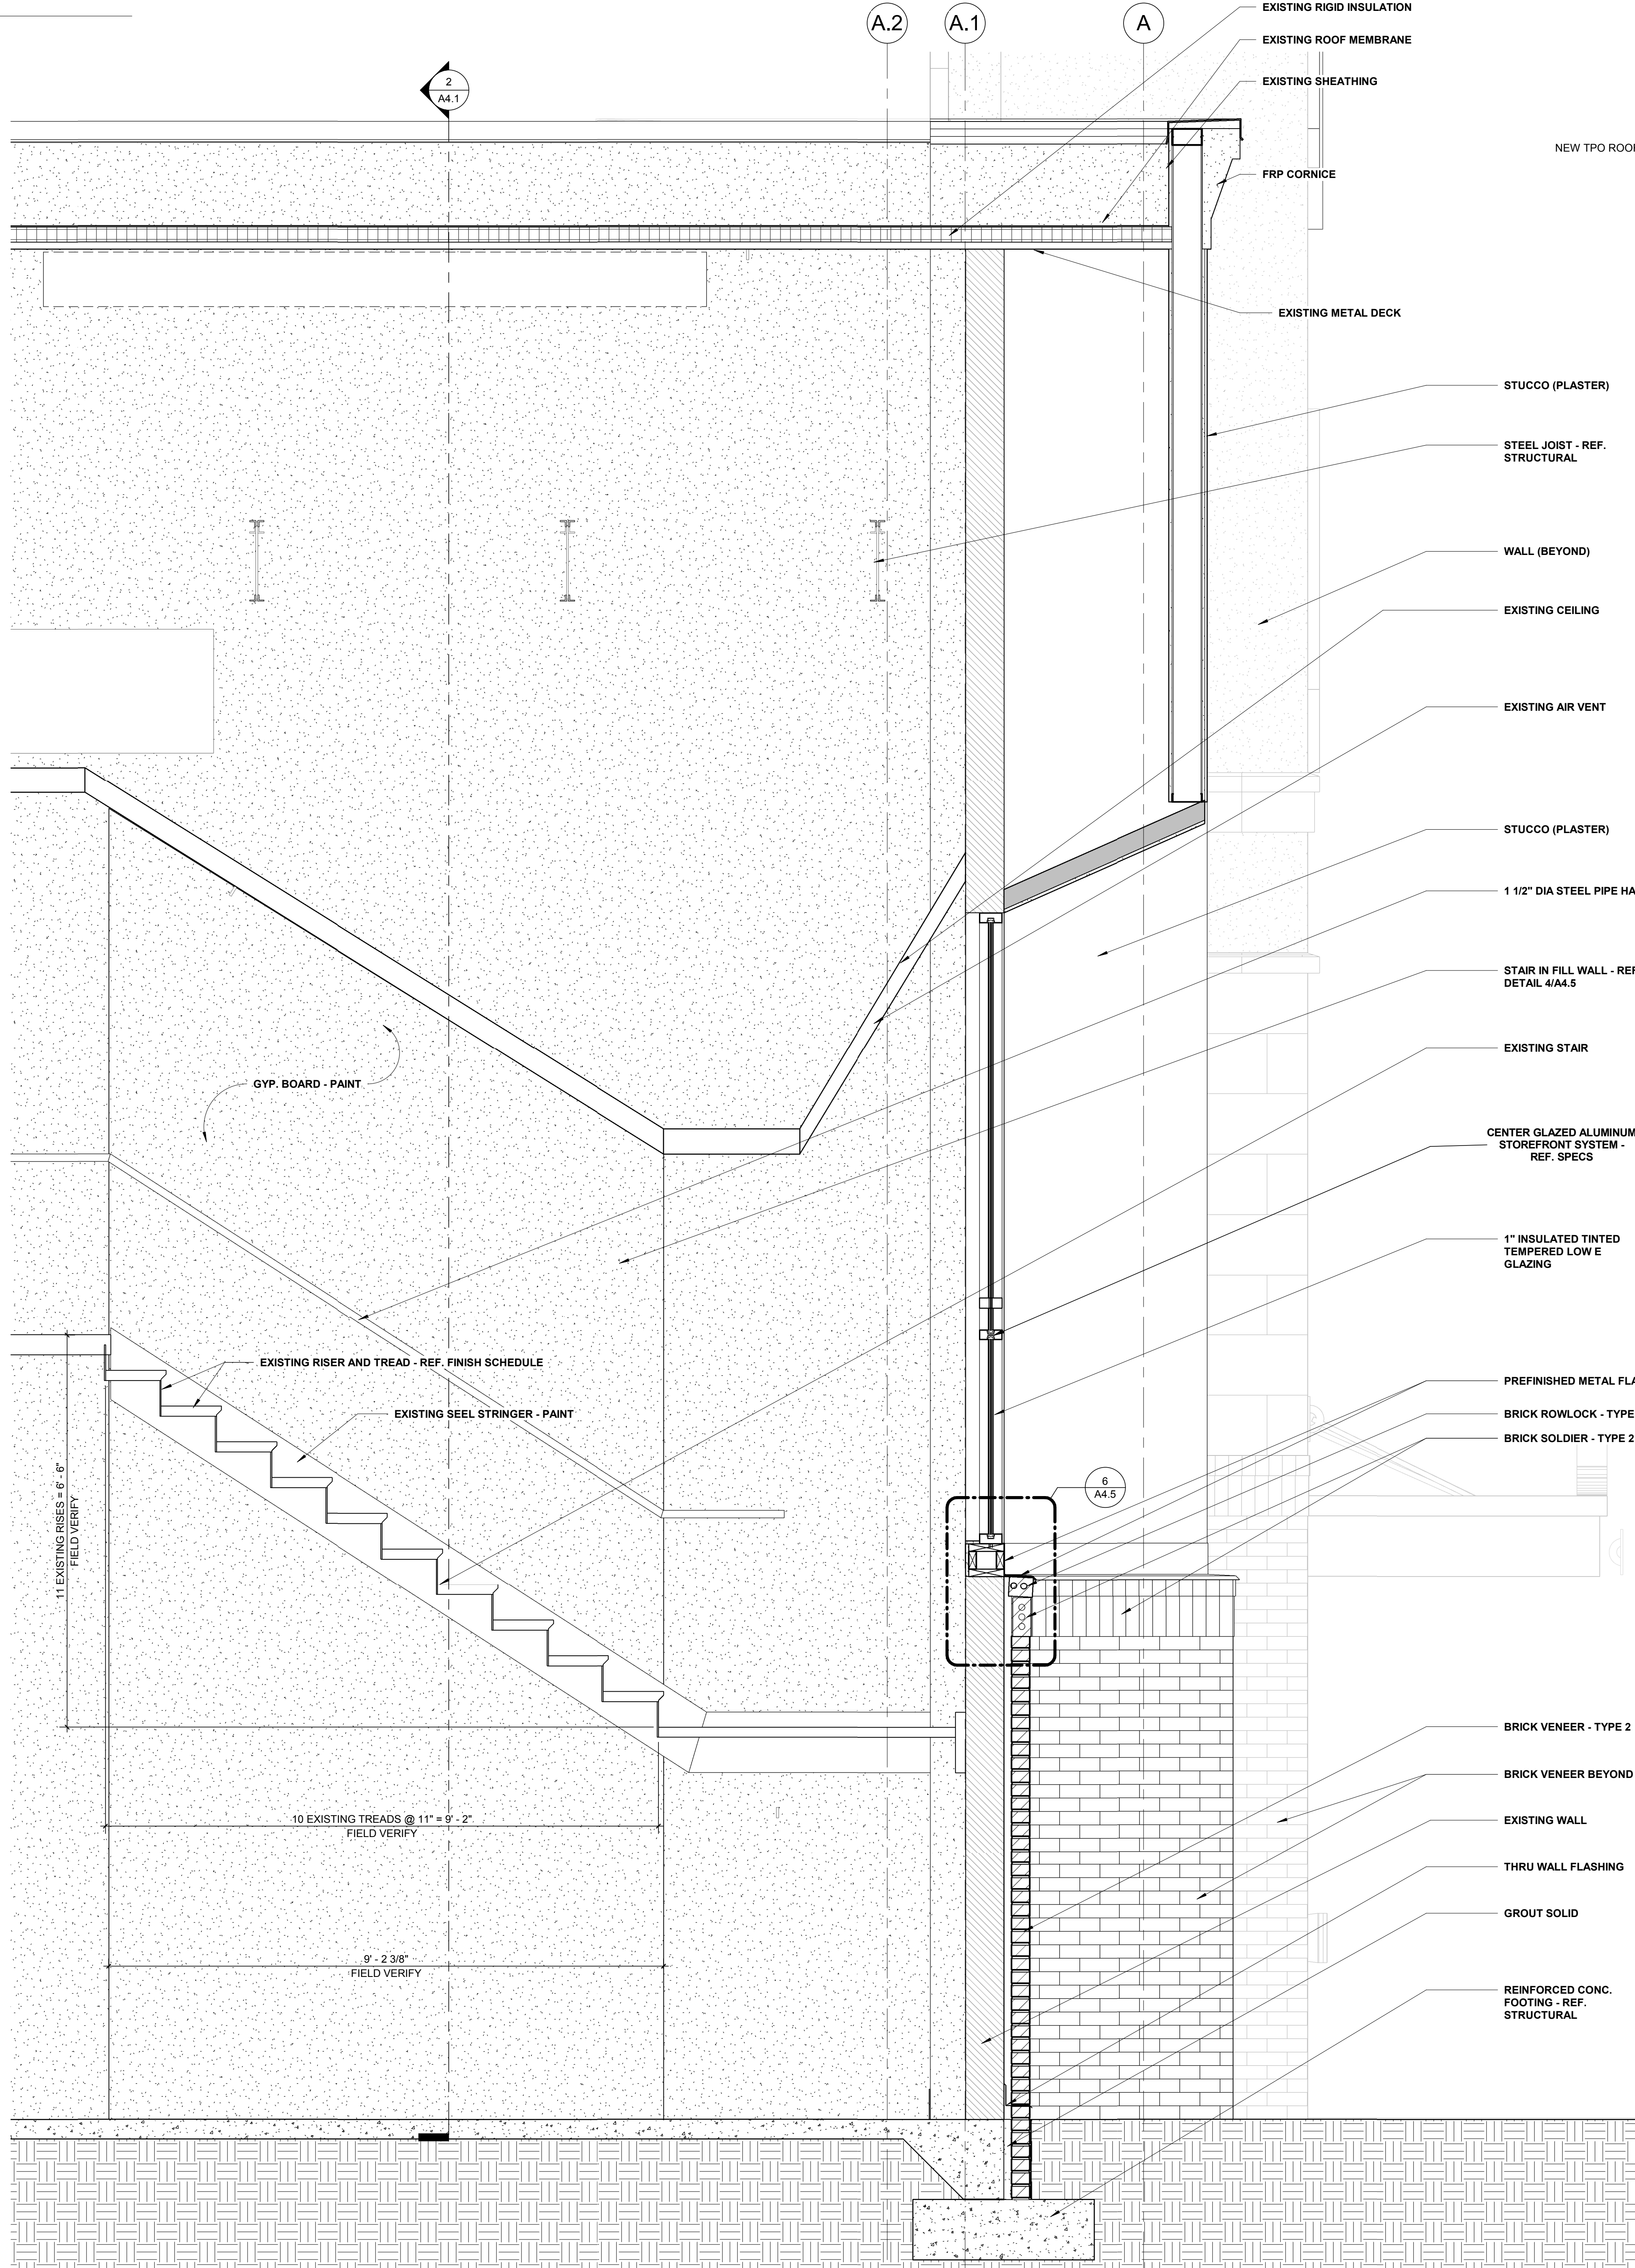 A.2
A.1
A
EXISTING RIGID INSULATION
EXISTING ROOF MEMBRANE
EXISTING SHEATHING
2
A4.1
NEW TPO ROOF
FRP CORNICE
EXISTING METAL DECK
STUCCO (PLASTER)
STEEL JOIST - REF.
STRUCTURAL
WALL (BEYOND)
EXISTING CEILING
EXISTING AIR VENT
STUCCO (PLASTER)
1 1/2" DIA STEEL PIPE HA
STAIR IN FILL WALL - REF
DETAIL 4/A4.5
EXISTING STAIR
GYP. BOARD - PAINT
CENTER GLAZED ALUMINUM
STOREFRONT SYSTEM -
REF. SPECS
1" INSULATED TINTED
TEMPERED LOW E
GLAZING
EXISTING RISER AND TREAD - REF. FINISH SCHEDULE
EXISTING SEEL STRINGER - PAINT
PREFINISHED METAL FLA
BRICK ROWLOCK - TYPE
BRICK SOLDIER - TYPE 2
6
A4.5
11 EXISTING RISES = 6' - 6"
FIELD VERIFY
BRICK VENEER - TYPE 2
BRICK VENEER BEYOND
EXISTING WALL
THRU WALL FLASHING
GROUT SOLID
REINFORCED CONC.
FOOTING - REF.
STRUCTURAL
10 EXISTING TREADS @ 11" = 9' - 2"
FIELD VERIFY
9' - 2 3/8"
FIELD VERIFY